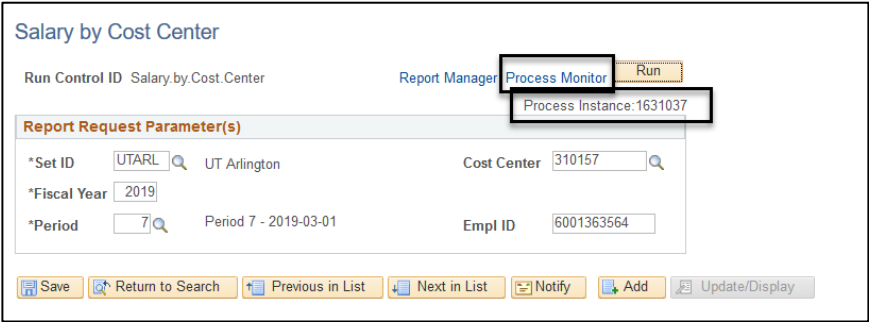 Salary by Cost Center
Run Control ID Salary.by.Cost.Center Report Manager Process Monitor Run
Process Instance:1631037
Report Request Parameter(s)
*Set ID UTARL UT Arlington Cost Center 310157
*Fiscal Year 2019
*Period 7 Period 7 - 2019-03-01 Empl ID 6001363564
Save Return to Search Previous in List Next in List Notify Add Update/Display